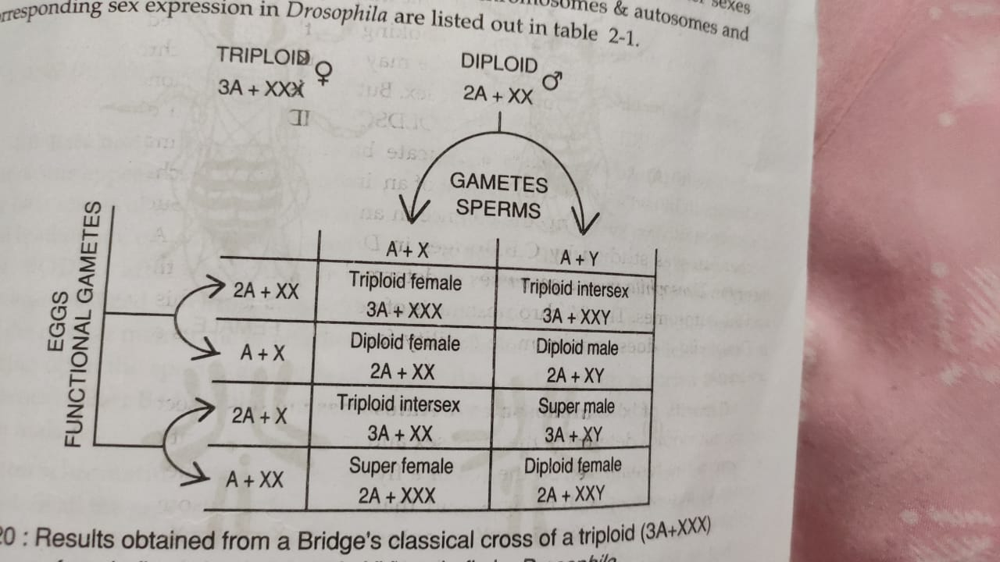 sexes
& autosomes and
sex expression in Drosophila are listed out in table 2-1.
TRIPLOID ♀
3A + XXX
DIPLOID ♂
2A + XX
GAMETES
SPERMS
EGGS
FUNCTIONAL GAMETES
A + X
A + Y
2A + XX
Triploid female
3A + XXX
Triploid intersex
3A + XXY
A + X
Diploid female
2A + XX
Diploid male
2A + XY
2A + X
Triploid intersex
3A + XX
Super male
3A + XY
A + XX
Super female
2A + XXX
Diploid female
2A + XXY
20 : Results obtained from a Bridge's classical cross of a triploid (3A+XXX)